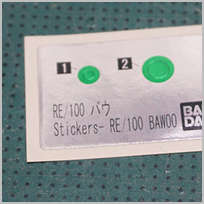 1 2
RE/100 バウ
Stickers- RE/100 BAWOO
BA
DA